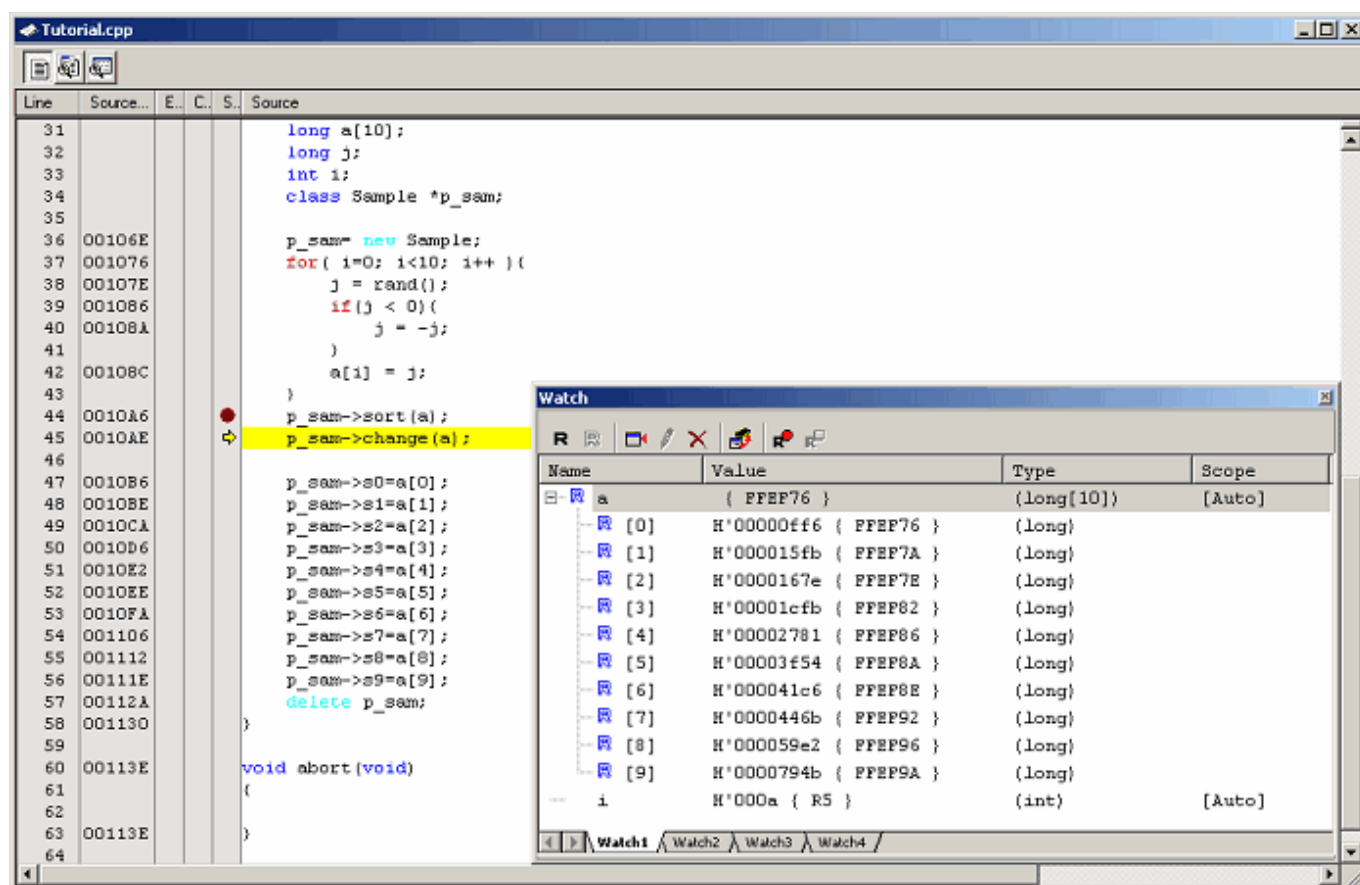 Tutorial.cpp
Line Source... E.. C.. S.. Source
31 long a[10];
32 long j;
33 int i;
34 class Sample *p_sam;
35
36 00106E p_sam= new Sample;
37 001076 for( i=0; i<10; i++ ){
38 00107E j = rand();
39 001086 if(j < 0){
40 00108A j = -j;
41 }
42 00108C a[i] = j;
43 }
44 0010A6 p_sam->sort(a);
45 0010AE p_sam->change(a);
46
47 0010B6 p_sam->s0=a[0];
48 0010BE p_sam->s1=a[1];
49 0010CA p_sam->s2=a[2];
50 0010D6 p_sam->s3=a[3];
51 0010E2 p_sam->s4=a[4];
52 0010EE p_sam->s5=a[5];
53 0010FA p_sam->s6=a[6];
54 001106 p_sam->s7=a[7];
55 001112 p_sam->s8=a[8];
56 00111E p_sam->s9=a[9];
57 00112A delete p_sam;
58 001130 }
59
60 00113E void abort(void)
61 {
62
63 00113E }
64
Watch
R R
Name Value Type Scope
R a { FFEF76 } (long[10]) [Auto]
R [0] H'00000ff6 { FFEF76 } (long)
R [1] H'000015fb { FFEF7A } (long)
R [2] H'0000167e { FFEF7E } (long)
R [3] H'00001cfb { FFEF82 } (long)
R [4] H'00002781 { FFEF86 } (long)
R [5] H'00003f54 { FFEF8A } (long)
R [6] H'000041c6 { FFEF8E } (long)
R [7] H'0000446b { FFEF92 } (long)
R [8] H'000059e2 { FFEF96 } (long)
R [9] H'0000794b { FFEF9A } (long)
i H'000a { R5 } (int) [Auto]
Watch1 Watch2 Watch3 Watch4